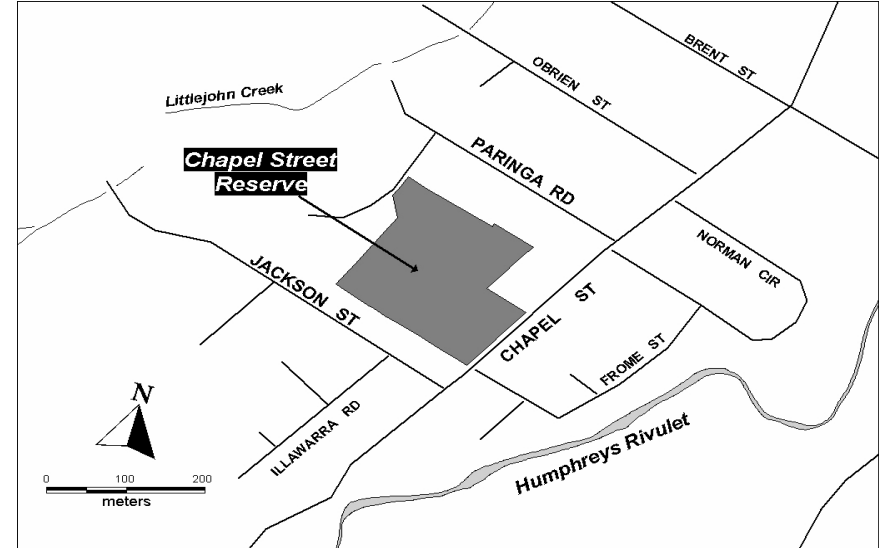 BRENT ST
OBRIEN ST
Littlejohn Creek
Chapel Street
Reserve
PARINGA RD
NORMAN CIR
JACKSON ST
CHAPEL ST
FROME ST
N
ILLAWARRA RD
Humphreys Rivulet
0 100 200
meters